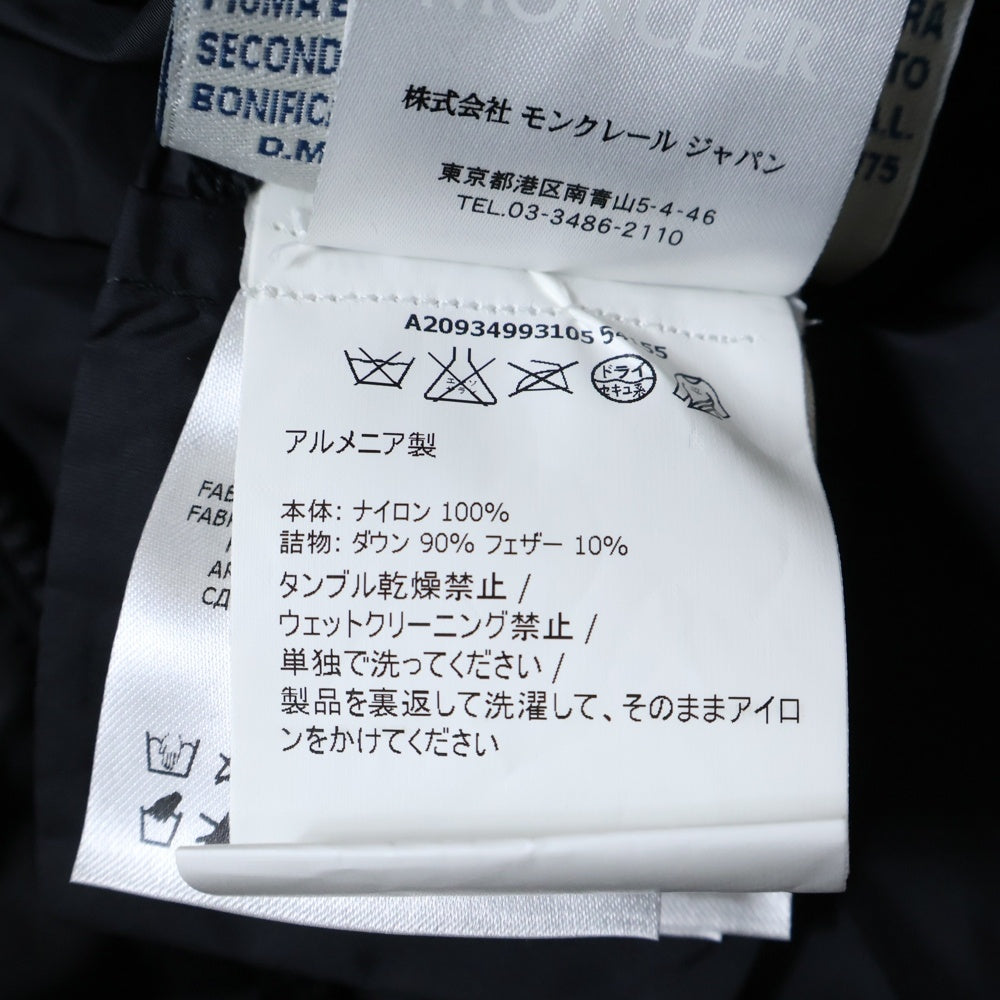 SECOND
BONIFIC
D.M
MONCLER
RA
TO
.L.
75
株式会社 モンクレール ジャパン
東京都港区南青山5-4-46
TEL.03-3486-2110
A20934993105
ドライ
セキユ系
アルメニア製
本体: ナイロン 100%
詰物: ダウン 90% フェザー 10%
タンブル乾燥禁止 /
ウェットクリーニング禁止 /
単独で洗ってください /
製品を裏返して洗濯して、そのままアイロ
ンをかけてください
FAB
FAB
AR
СД